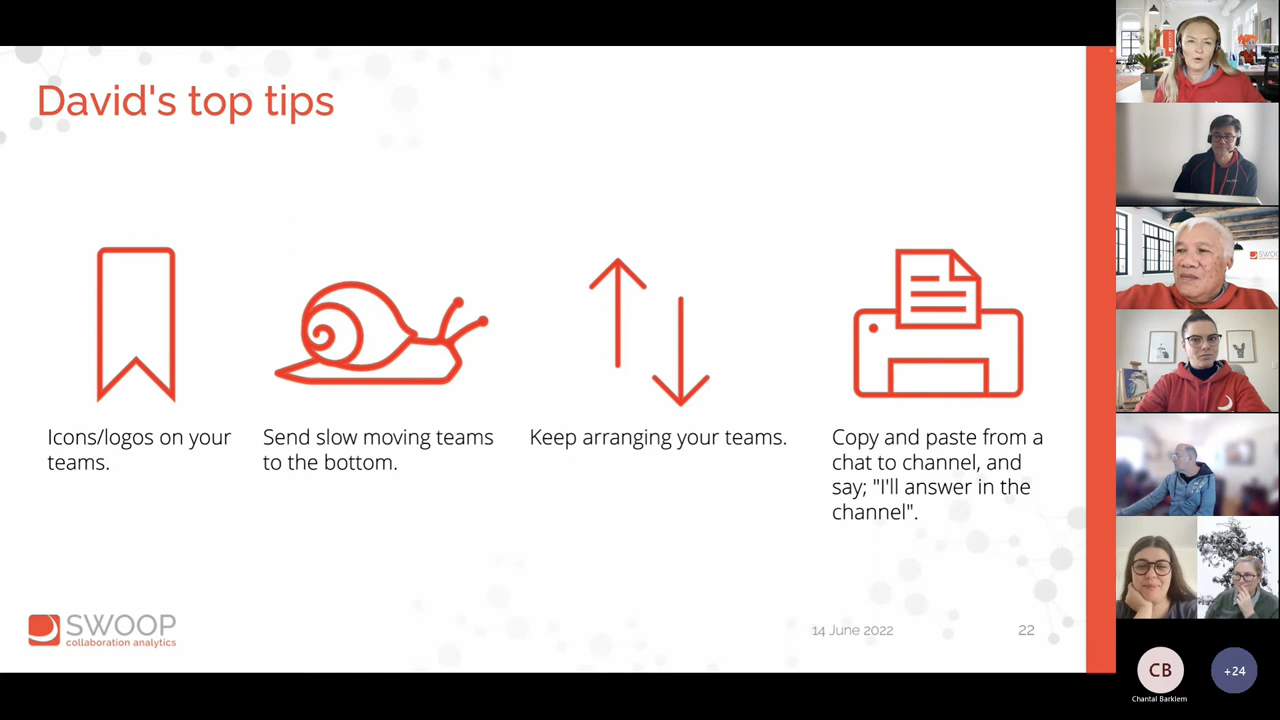 David's top tips
Icons/logos on your
teams.
Send slow moving teams
to the bottom.
Keep arranging your teams.
Copy and paste from a
chat to channel, and
say; "I'll answer in the
channel".
SWOOP
collaboration analytics
14 June 2022
22
CB
+24
Chantal Barklem